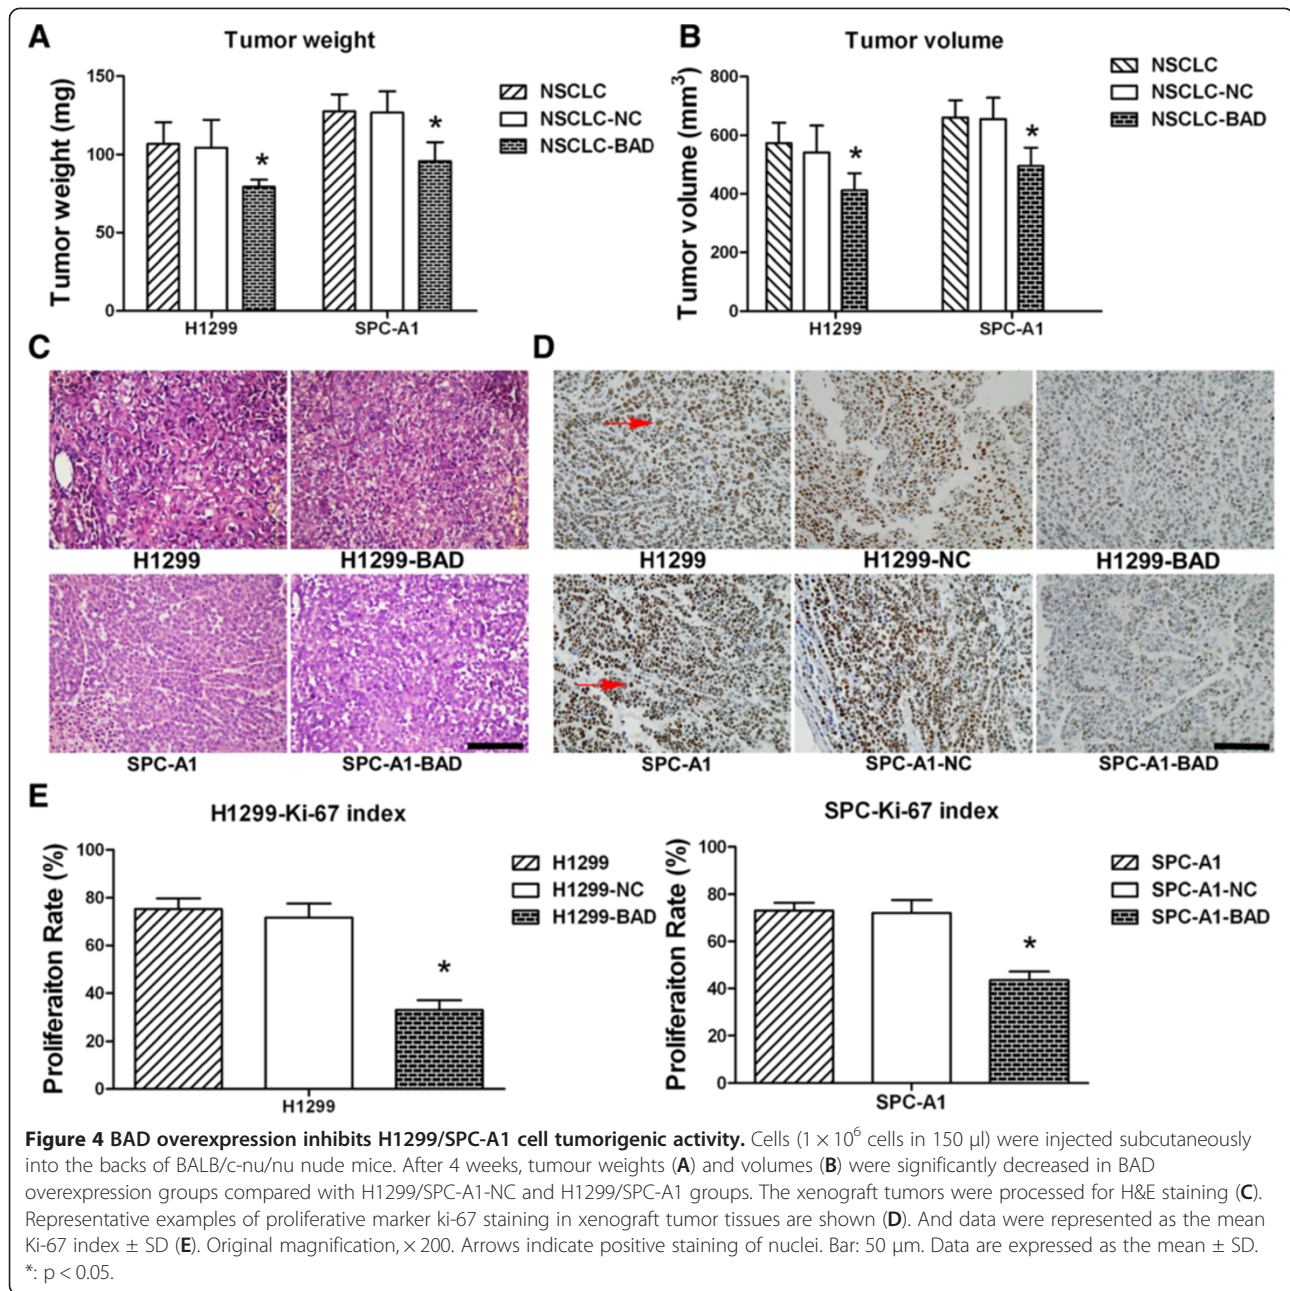 A
Tumor weight
Tumor weight (mg)
150
100
50
0
*
*
H1299
SPC-A1
NSCLC
NSCLC-NC
NSCLC-BAD
B
Tumor volume
Tumor volume (mm³)
800
600
400
200
0
*
*
H1299
SPC-A1
NSCLC
NSCLC-NC
NSCLC-BAD
C
H1299
H1299-BAD
SPC-A1
SPC-A1-BAD
D
H1299
H1299-NC
H1299-BAD
SPC-A1
SPC-A1-NC
SPC-A1-BAD
E
H1299-Ki-67 index
Proliferaiton Rate (%)
100
80
60
40
20
0
*
H1299
H1299
H1299-NC
H1299-BAD
SPC-Ki-67 index
Proliferaiton Rate (%)
100
80
60
40
20
0
*
SPC-A1
SPC-A1
SPC-A1-NC
SPC-A1-BAD
Figure 4 BAD overexpression inhibits H1299/SPC-A1 cell tumorigenic activity. Cells (1 × 10⁶ cells in 150 μl) were injected subcutaneously
into the backs of BALB/c-nu/nu nude mice. After 4 weeks, tumour weights (A) and volumes (B) were significantly decreased in BAD
overexpression groups compared with H1299/SPC-A1-NC and H1299/SPC-A1 groups. The xenograft tumors were processed for H&E staining (C).
Representative examples of proliferative marker ki-67 staining in xenograft tumor tissues are shown (D). And data were represented as the mean
Ki-67 index ± SD (E). Original magnification, × 200. Arrows indicate positive staining of nuclei. Bar: 50 μm. Data are expressed as the mean ± SD.
*: p < 0.05.